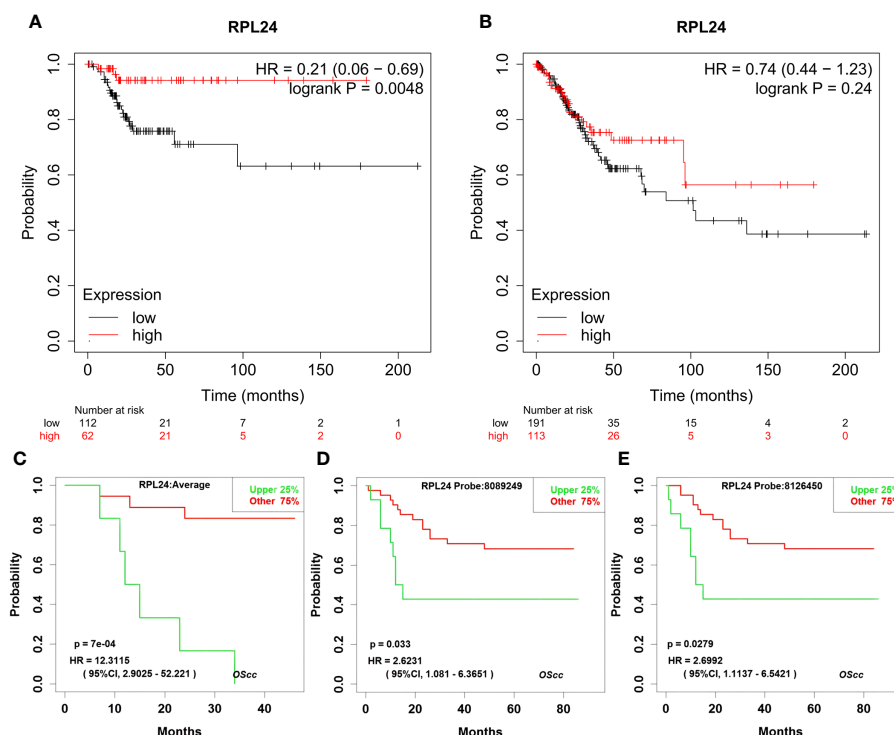 A
RPL24
HR = 0.21 (0.06 − 0.69)
logrank P = 0.0048
Probability
1.0
0.8
0.6
0.4
0.2
0.0
Expression
low
high
0 50 100 150 200
Time (months)
Number at risk
low 112 21 7 2 1
high 62 21 5 2 0
B
RPL24
HR = 0.74 (0.44 − 1.23)
logrank P = 0.24
Probability
1.0
0.8
0.6
0.4
0.2
0.0
Expression
low
high
0 50 100 150 200
Time (months)
Number at risk
low 191 35 15 4 2
high 113 26 5 3 0
C
RPL24:Average
Upper 25%
Other 75%
Probability
1.0
0.8
0.6
0.4
0.2
0.0
p = 7e-04
HR = 12.3115
( 95%CI, 2.9025 - 52.221 )
OScc
0 10 20 30 40
Months
D
RPL24 Probe:8089249
Upper 25%
Other 75%
Probability
1.0
0.8
0.6
0.4
0.2
0.0
p = 0.033
HR = 2.6231
( 95%CI, 1.081 - 6.3651 )
OScc
0 20 40 60 80
Months
E
RPL24 Probe:8126450
Upper 25%
Other 75%
Probability
1.0
0.8
0.6
0.4
0.2
0.0
p = 0.0279
HR = 2.6992
( 95%CI, 1.1137 - 6.5421 )
OScc
0 20 40 60 80
Months